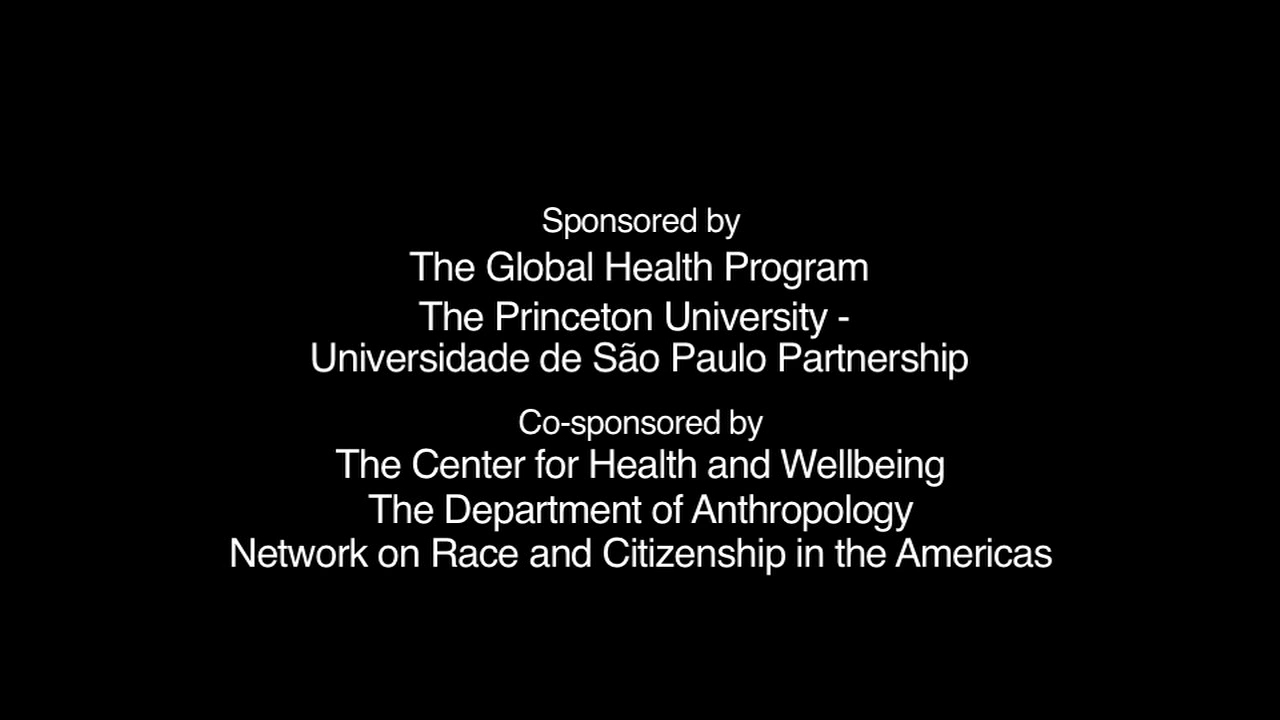 Sponsored by
The Global Health Program
The Princeton University -
Universidade de São Paulo Partnership
Co-sponsored by
The Center for Health and Wellbeing
The Department of Anthropology
Network on Race and Citizenship in the Americas